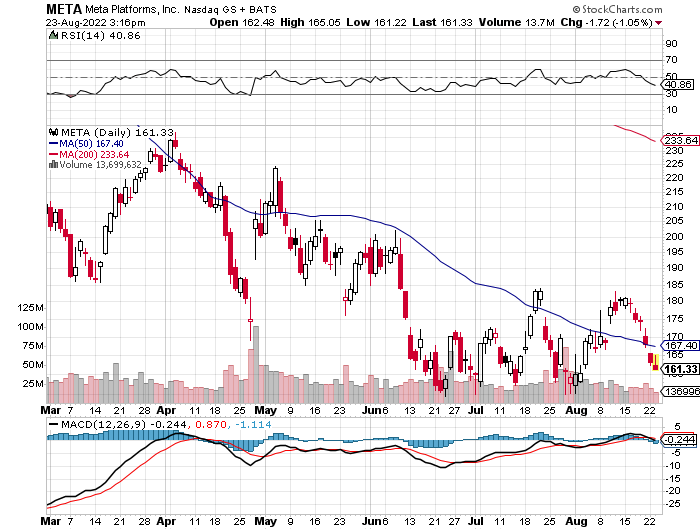 META Meta Platforms, Inc. Nasdaq GS + BATS © StockCharts.com
23-Aug-2022 3:16pm Open 162.48 High 165.05 Low 161.22 Last 161.33 Volume 13.7M Chg -1.72 (-1.05%)
RSI(14) 40.86
90
70
50
40.86
30
10
META (Daily) 161.33
MA(50) 167.40
MA(200) 233.64
Volume 13,699,632
235
233.64
230
225
220
215
210
205
200
195
190
185
180
175
170
167.40
165
161.33
13699632
125M
100M
75M
50M
25M
Mar 7 14 21 28 Apr 11 18 25 May 9 16 23 Jun 6 13 21 27 Jul 11 18 25 Aug 8 15 22
MACD(12,26,9) -0.244, 0.870, -1.114
5
-0.244
-5
-10
-15
-20
-25
Mar 7 14 21 28 Apr 11 18 25 May 9 16 23 Jun 6 13 21 27 Jul 11 18 25 Aug 8 15 22